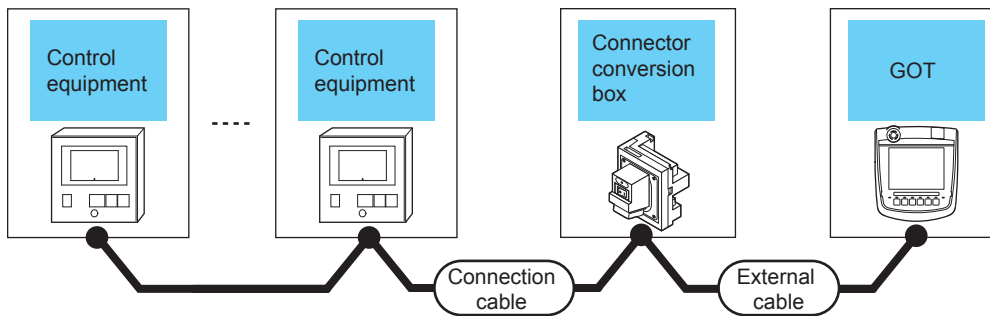 Control
equipment
Control
equipment
Connector
conversion
box
GOT
Connection
cable
External
cable